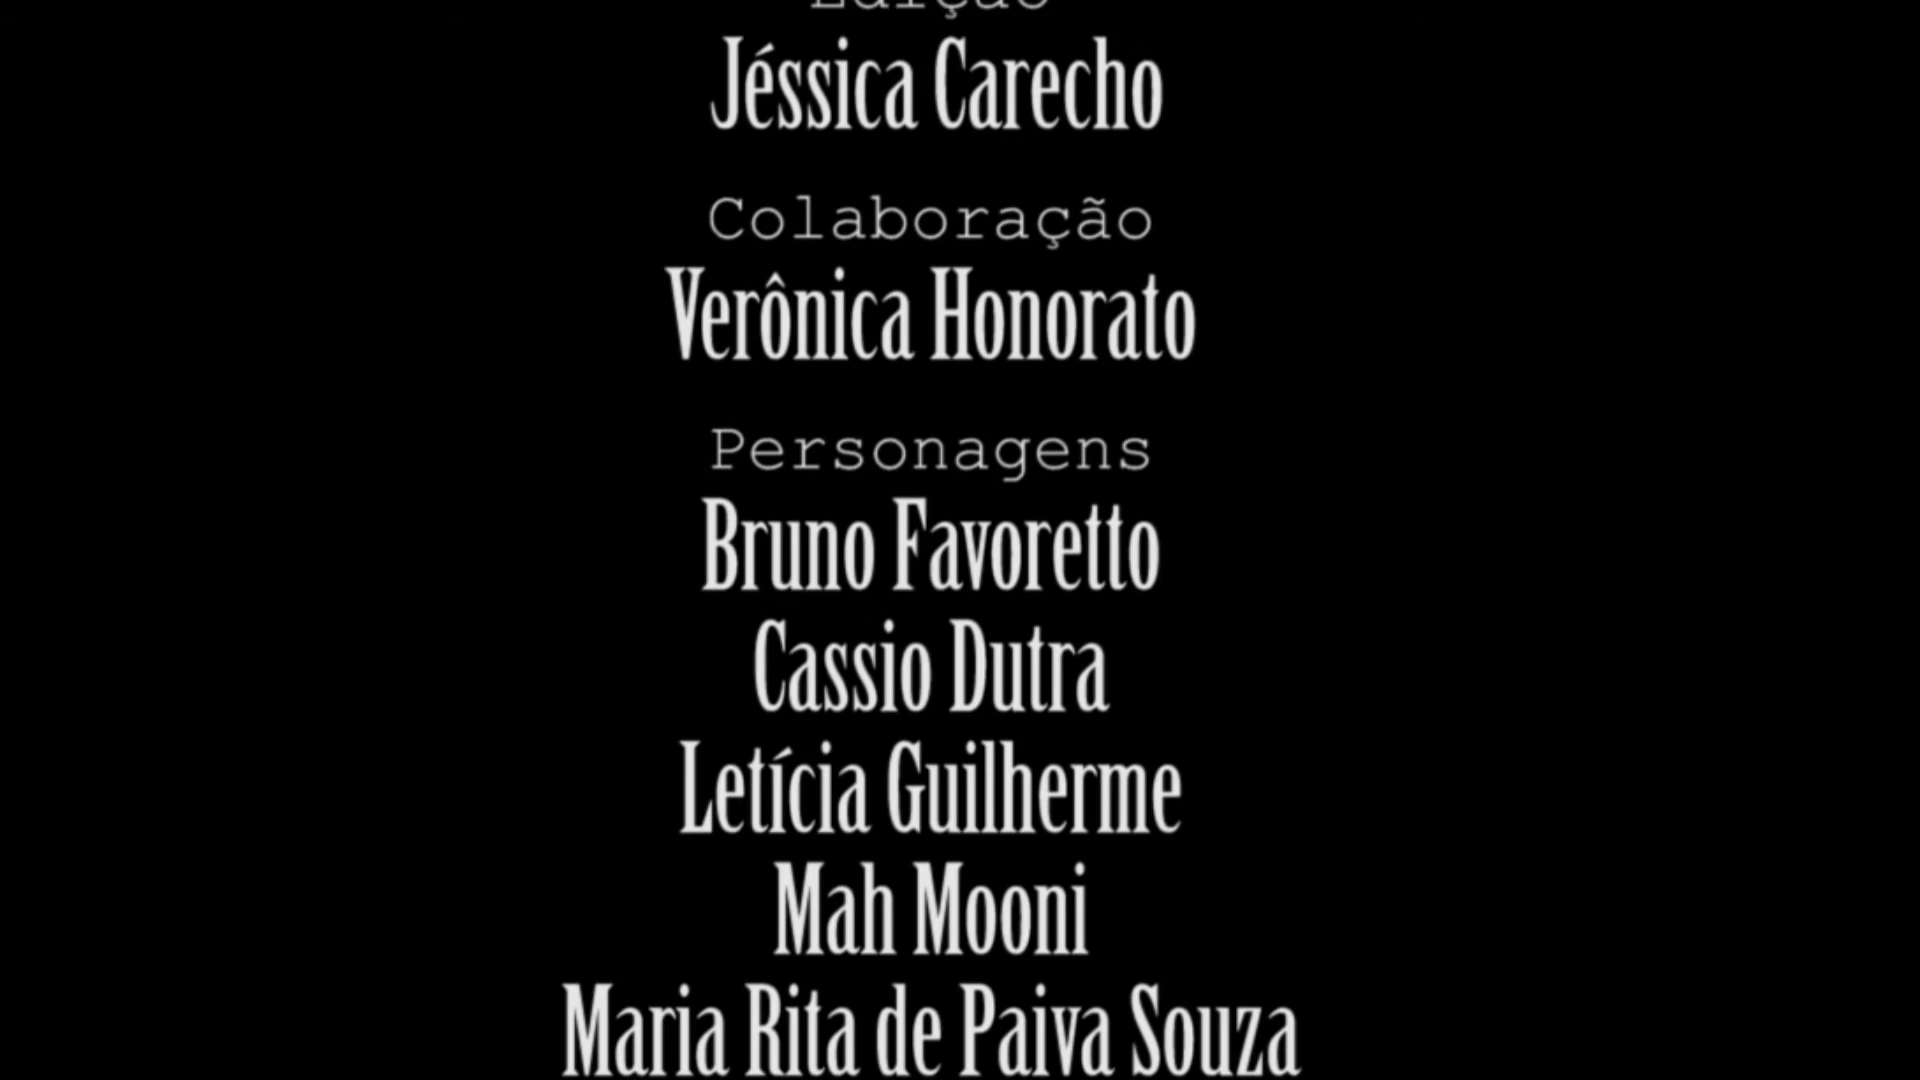 Edição
Jéssica Carecho
Colaboração
Verônica Honorato
Personagens
Bruno Favoretto
Cassio Dutra
Letícia Guilherme
Mah Mooni
Maria Rita de Paiva Souza